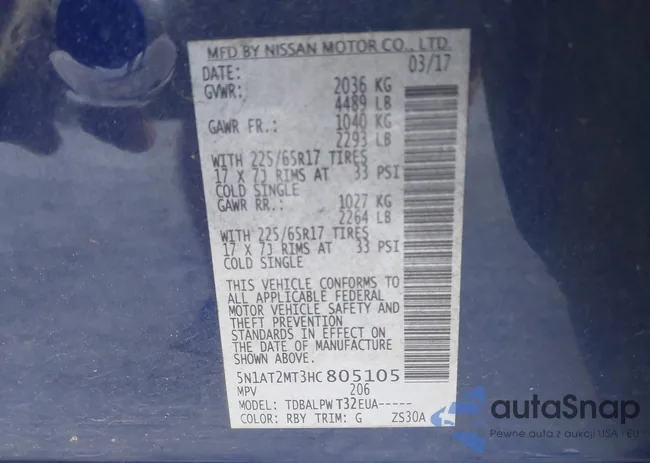 MFD BY NISSAN MOTOR CO., LTD.
DATE: 03/17
GVWR: 2036 KG
4489 LB
GAWR FR.: 1040 KG
2293 LB
WITH 225/65R17 TIRES
17 X 7J RIMS AT 33 PSI
COLD SINGLE
GAWR RR.: 1027 KG
2264 LB
WITH 225/65R17 TIRES
17 X 7J RIMS AT 33 PSI
COLD SINGLE
THIS VEHICLE CONFORMS TO
ALL APPLICABLE FEDERAL
MOTOR VEHICLE SAFETY AND
THEFT PREVENTION
STANDARDS IN EFFECT ON
THE DATE OF MANUFACTURE
SHOWN ABOVE.
5N1AT2MT3HC805105
MPV 206
MODEL: TDBALPWT32EUA-----
COLOR: RBY TRIM: G ZS30A
autoSnap
Pewne auta z aukcji USA i EU